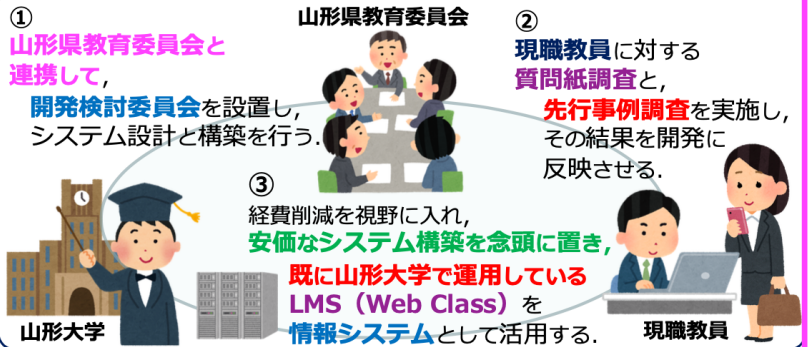 山形県教育委員会
①
山形県教育委員会と
連携して,
開発検討委員会を設置し,
システム設計と構築を行う.
②
現職教員に対する
質問紙調査と,
先行事例調査を実施し,
その結果を開発に
反映させる.
③
経費削減を視野に入れ,
安価なシステム構築を念頭に置き,
既に山形大学で運用している
LMS（Web Class）を
情報システムとして活用する.
山形大学
現職教員